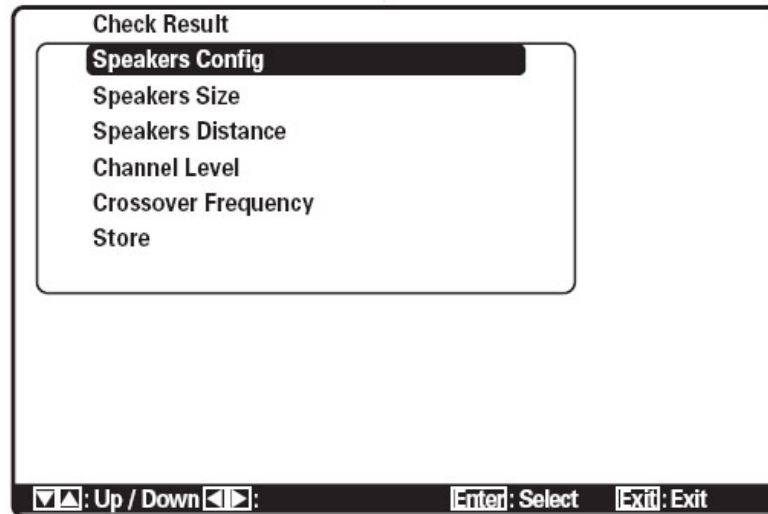 Check Result
Speakers Config
Speakers Size
Speakers Distance
Channel Level
Crossover Frequency
Store
▼▲: Up / Down ◀▶: Enter: Select Exit: Exit